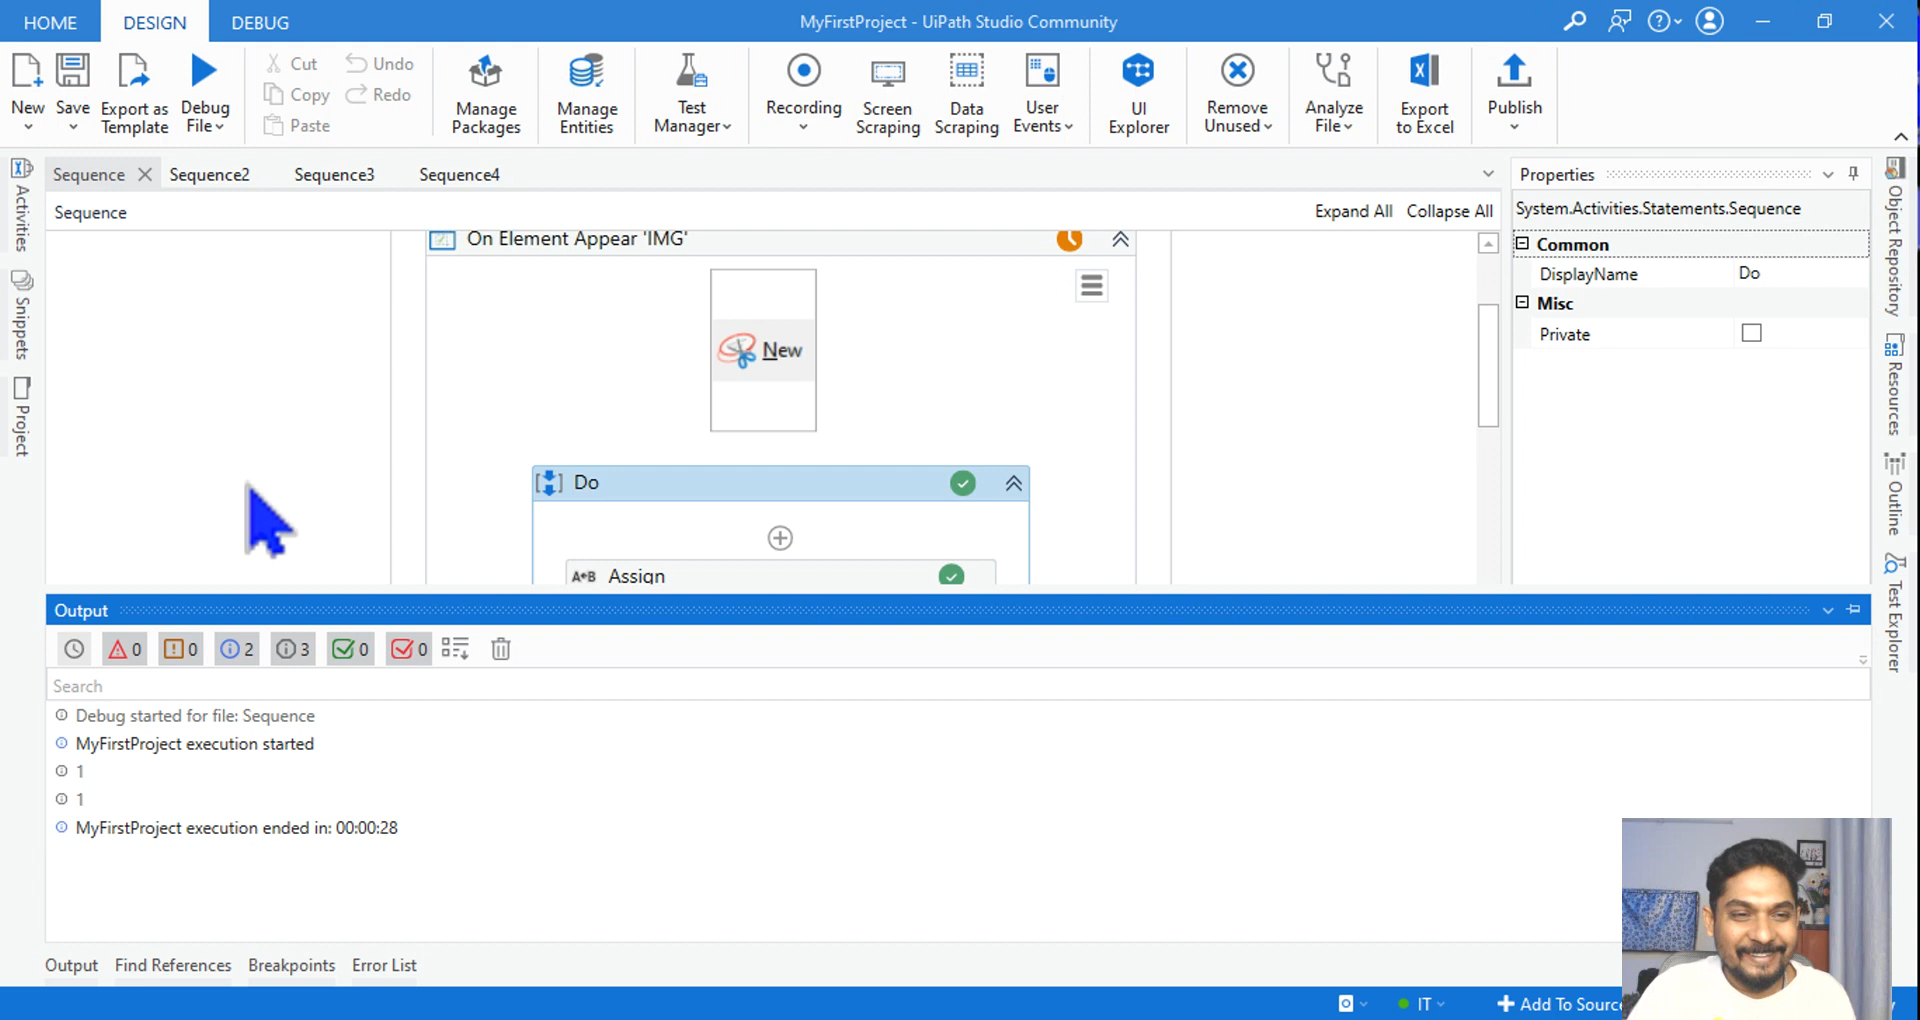 HOME DESIGN DEBUG MyFirstProject - UiPath Studio Community
New Save Export as Template Debug File Cut Copy Paste Undo Redo Manage Packages Manage Entities Test Manager Recording Screen Scraping Data Scraping User Events UI Explorer Remove Unused Analyze File Export to Excel Publish
Sequence Sequence2 Sequence3 Sequence4
Sequence Expand All Collapse All
Activities
Snippets
Project
On Element Appear 'IMG'
New
Do
A+B Assign
Properties
System.Activities.Statements.Sequence
Common
DisplayName Do
Misc
Private
Object Repository
Resources
Outline
Test Explorer
Output
0 0 2 3 0 0
Search
Debug started for file: Sequence
MyFirstProject execution started
1
1
MyFirstProject execution ended in: 00:00:28
Output Find References Breakpoints Error List
IT Add To Source